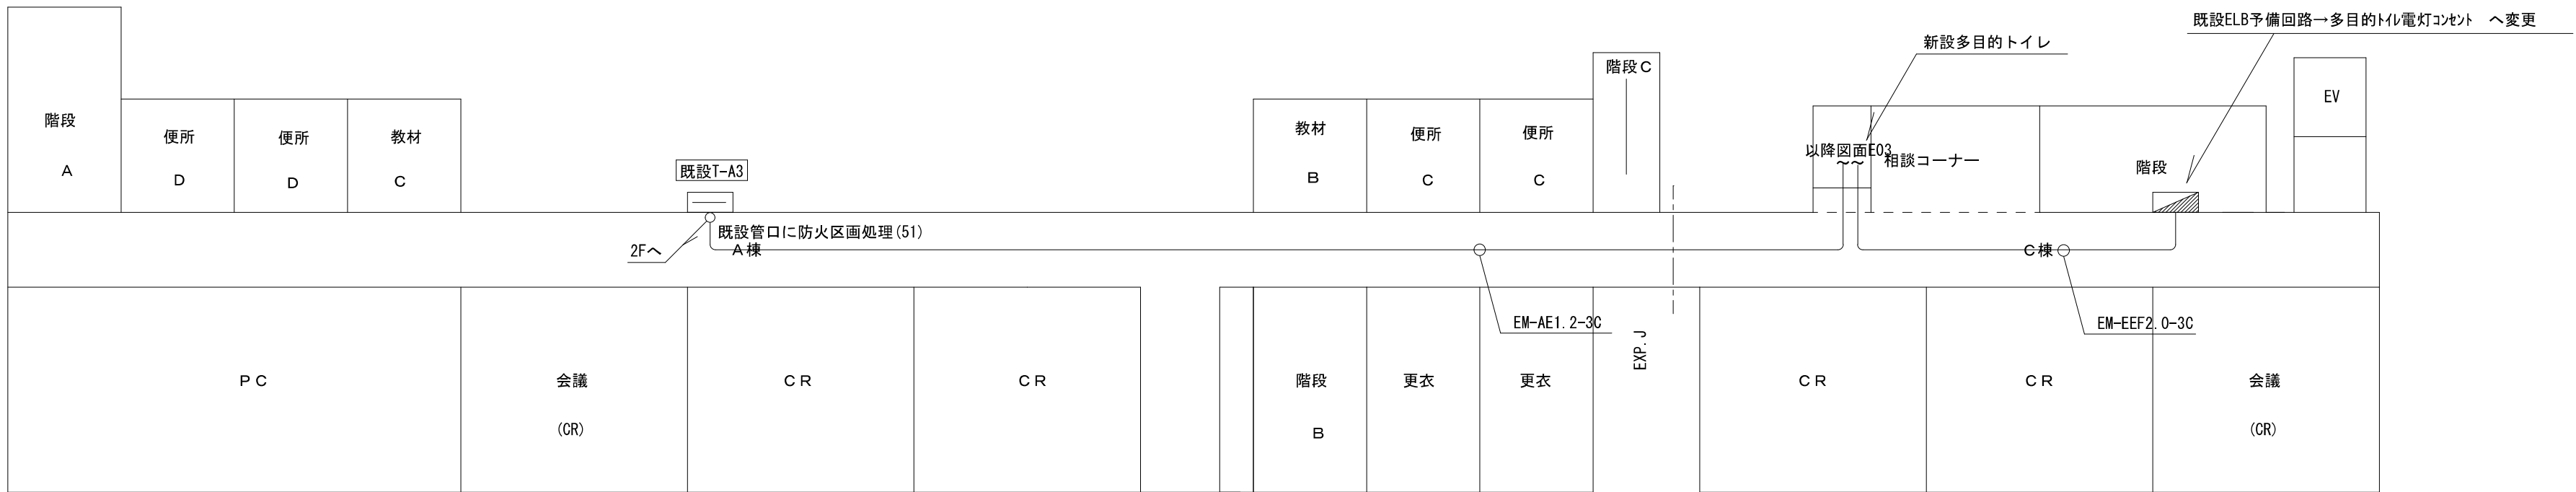 既設ELB予備回路→多目的ﾄｲﾚ電灯ｺﾝｾﾝﾄ　へ変更
新設多目的トイレ
階段C
EV
階段
A
便所
D
便所
D
教材
C
既設T-A3
教材
B
便所
C
便所
C
以降図面E03
相談コーナー
階段
2Fへ
既設管口に防火区画処理(51)
A棟
C棟
EM-AE1.2-3C
EM-EEF2.0-3C
EXP.J
PC
会議
(CR)
CR
CR
階段
B
更衣
更衣
CR
CR
会議
(CR)